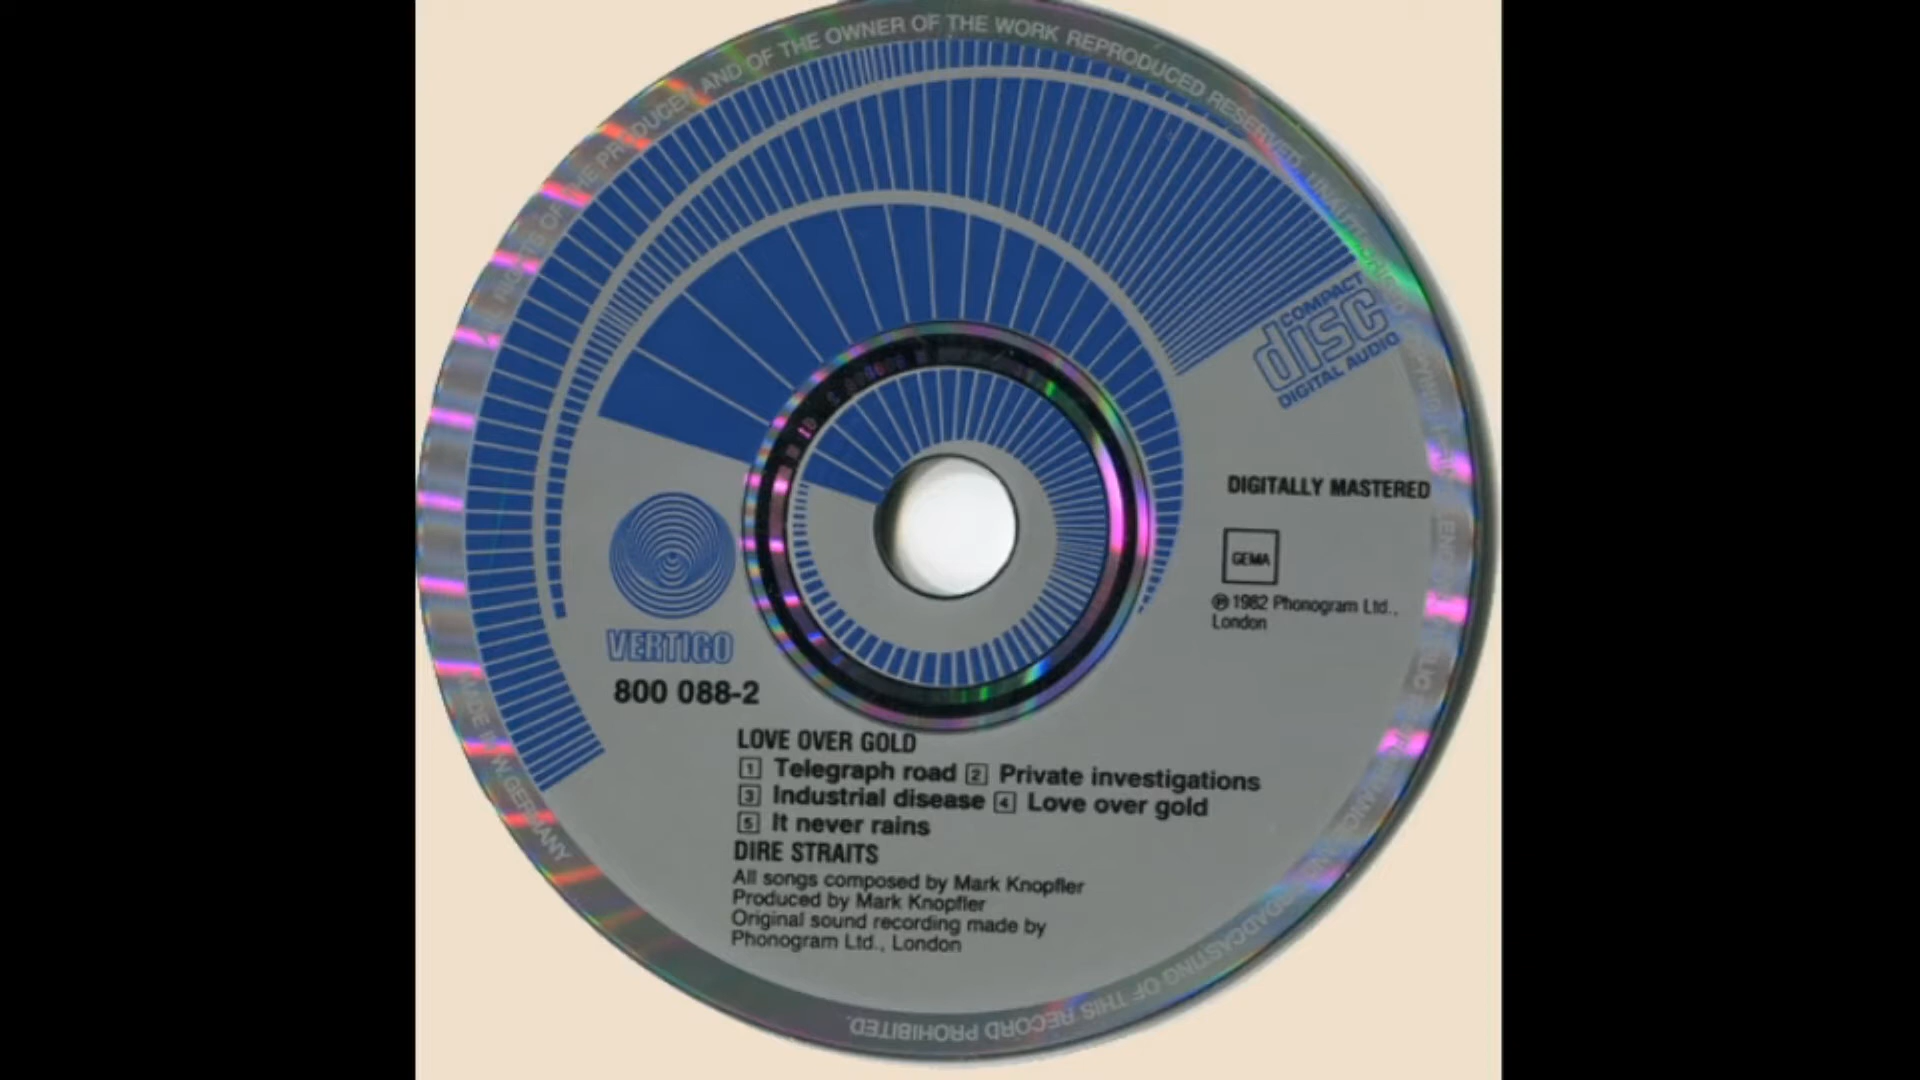 OF THE PRODUCER AND OF THE OWNER OF THE WORK REPRODUCED RESERVED.
COMPACT
disc
DIGITAL AUDIO
DIGITALLY MASTERED
GEMA
℗ 1982 Phonogram Ltd.,
London
VERTIGO
800 088-2
LOVE OVER GOLD
1 Telegraph road 2 Private investigations
3 Industrial disease 4 Love over gold
5 It never rains
DIRE STRAITS
All songs composed by Mark Knopfler
Produced by Mark Knopfler
Original sound recording made by
Phonogram Ltd., London
BROADCASTING OF THIS RECORD PROHIBITED.
MADE IN W.GERMANY